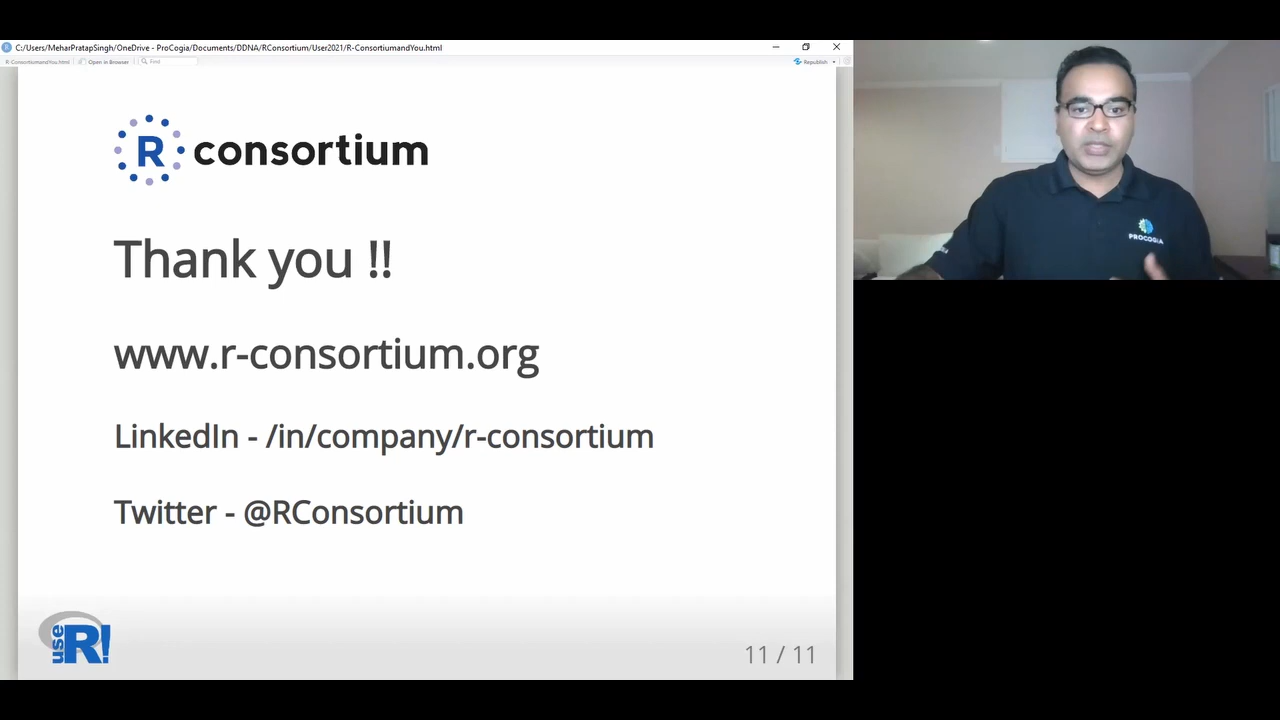 C:/Users/MeharPratapSingh/OneDrive - ProCogia/Documents/DDNA/RConsortium/User2021/R-ConsortiumandYou.html
R-ConsortiumandYou.html Open in Browser Find Republish
R consortium
Thank you !!
www.r-consortium.org
LinkedIn - /in/company/r-consortium
Twitter - @RConsortium
use R!
11 / 11
PROCOGIA